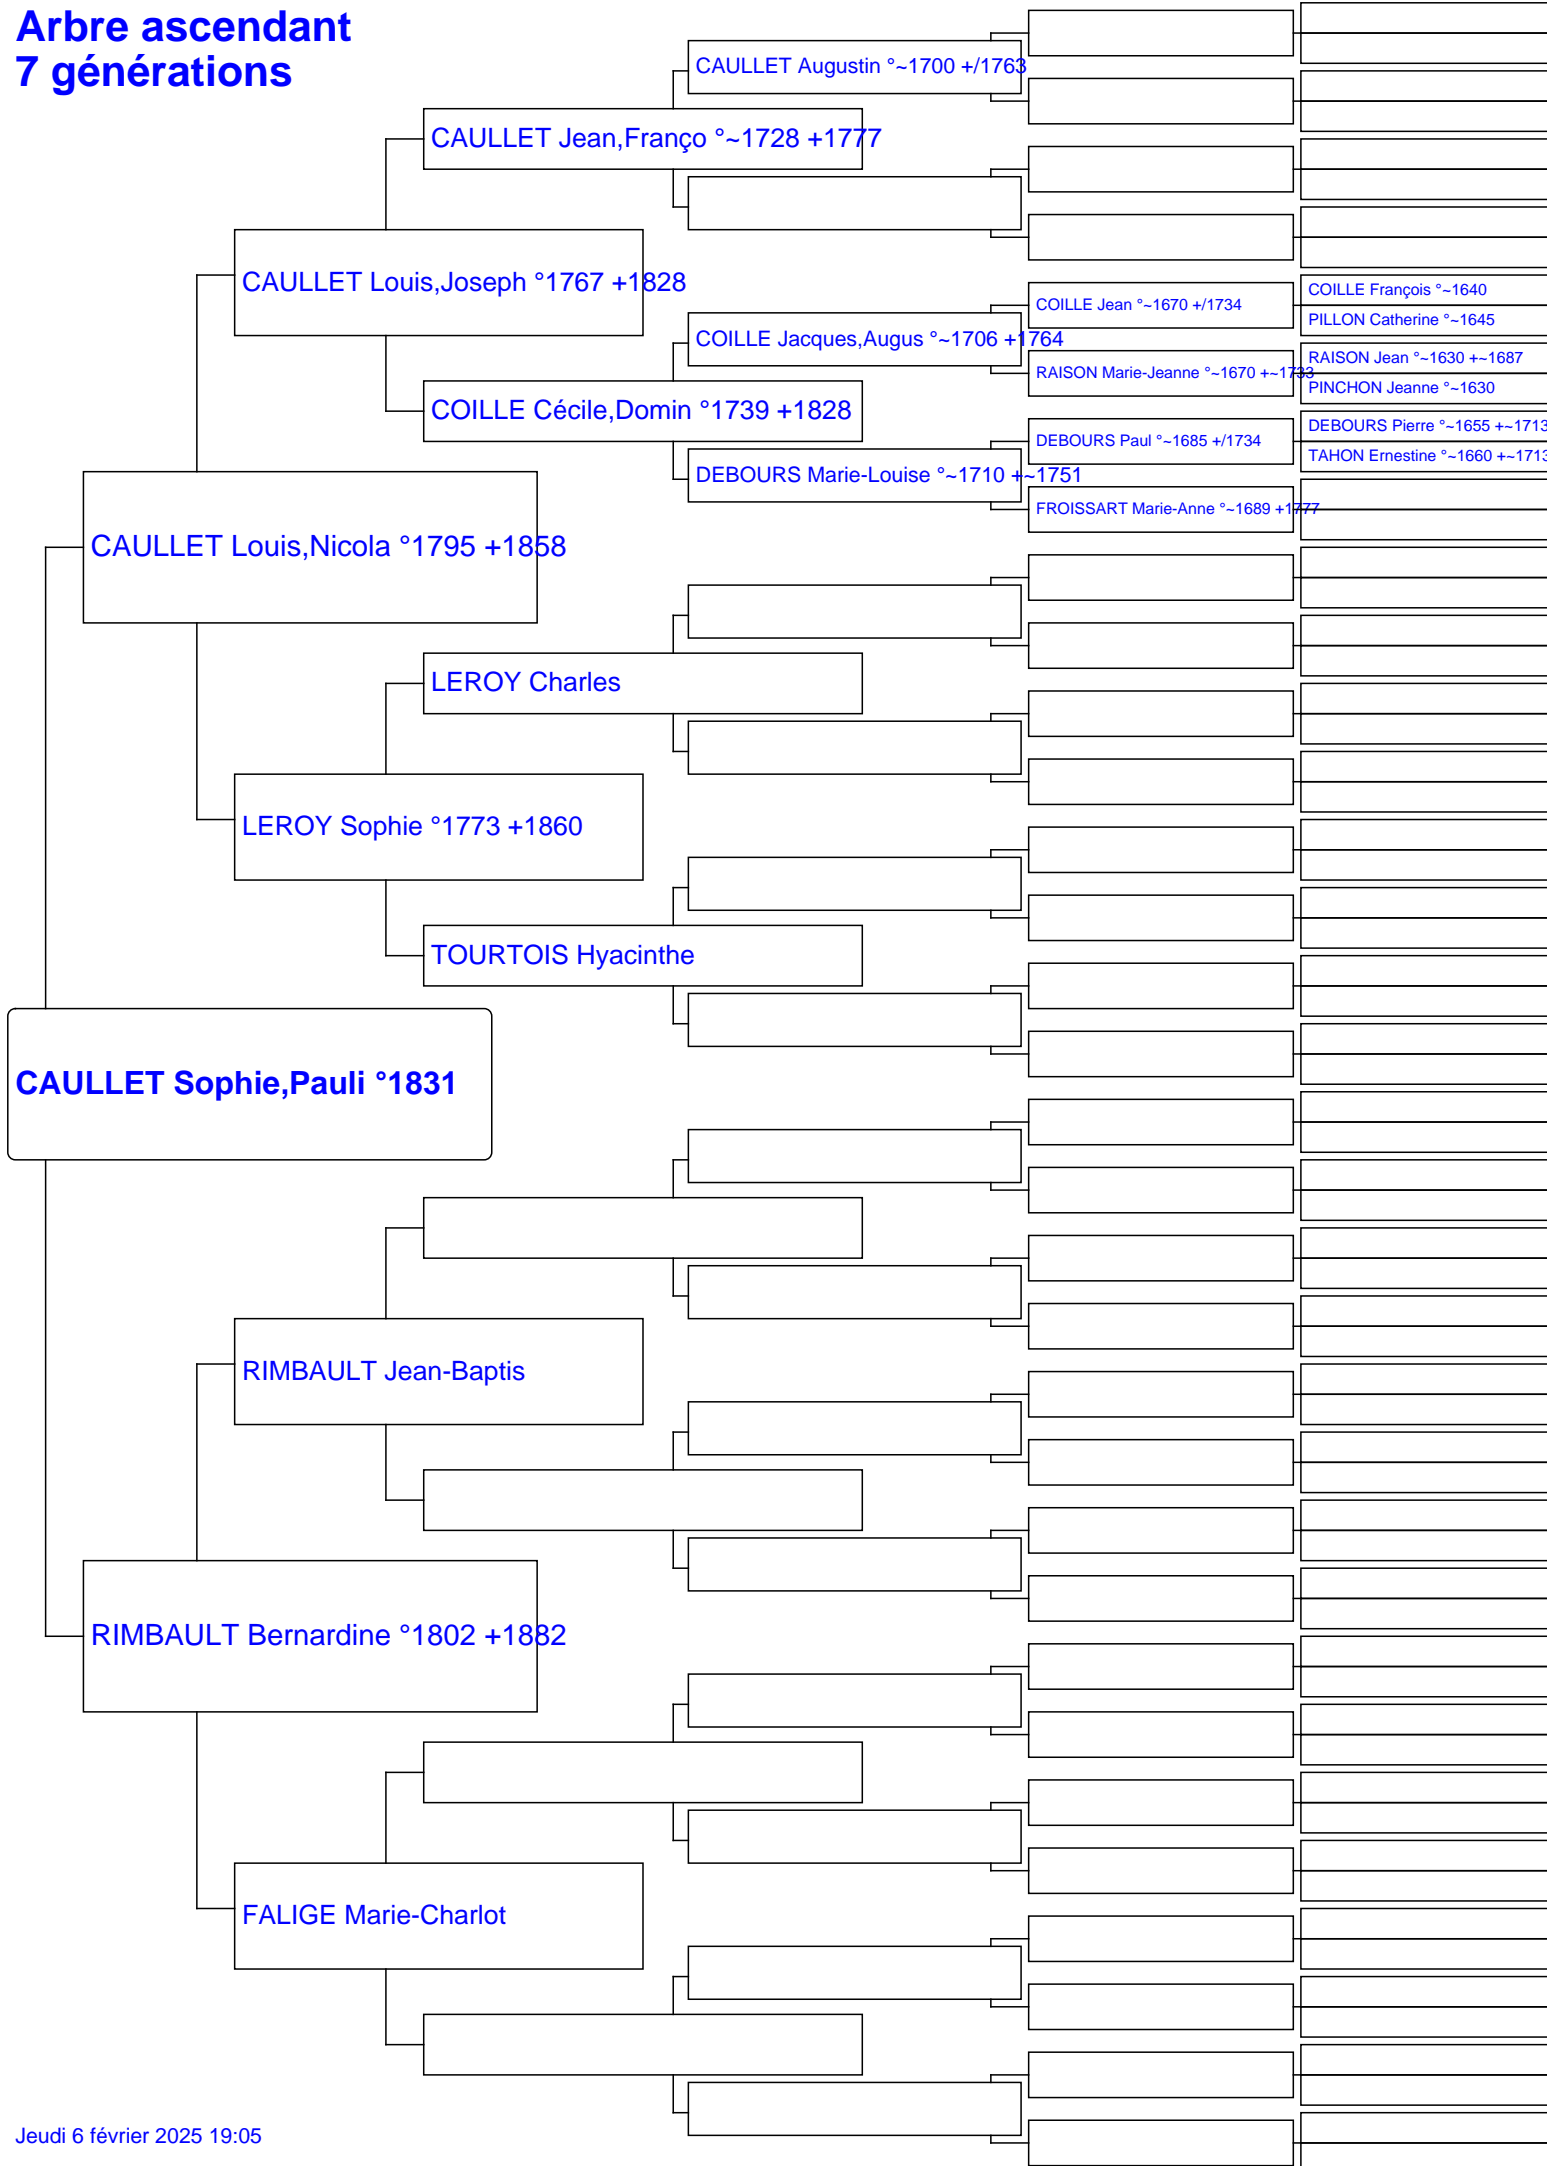 Arbre ascendant
7 générations
CAULLET Augustin °~1700 +/1763
CAULLET Jean,Franço °~1728 +1777
CAULLET Louis,Joseph °1767 +1828
COILLE François °~1640
COILLE Jean °~1670 +/1734
PILLON Catherine °~1645
COILLE Jacques,Augus °~1706 +1764
RAISON Jean °~1630 +~1687
RAISON Marie-Jeanne °~1670 +~1733
PINCHON Jeanne °~1630
COILLE Cécile,Domin °1739 +1828
DEBOURS Pierre °~1655 +~1713
DEBOURS Paul °~1685 +/1734
TAHON Ernestine °~1660 +~1713
DEBOURS Marie-Louise °~1710 +~1751
FROISSART Marie-Anne °~1689 +1777
CAULLET Louis,Nicola °1795 +1858
LEROY Charles
LEROY Sophie °1773 +1860
TOURTOIS Hyacinthe
CAULLET Sophie,Pauli °1831
RIMBAULT Jean-Baptis
RIMBAULT Bernardine °1802 +1882
FALIGE Marie-Charlot
Jeudi 6 février 2025 19:05